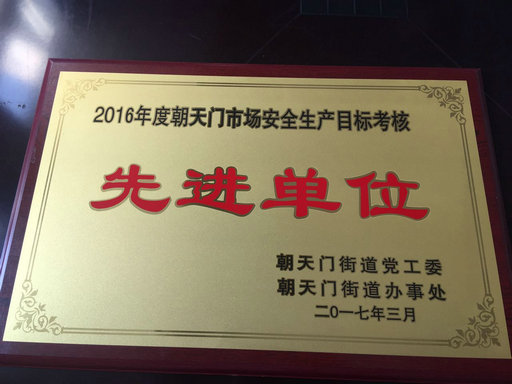 2016年度朝天门市场安全生产目标考核
先进单位
朝天门街道党工委
朝天门街道办事处
二〇一七年三月